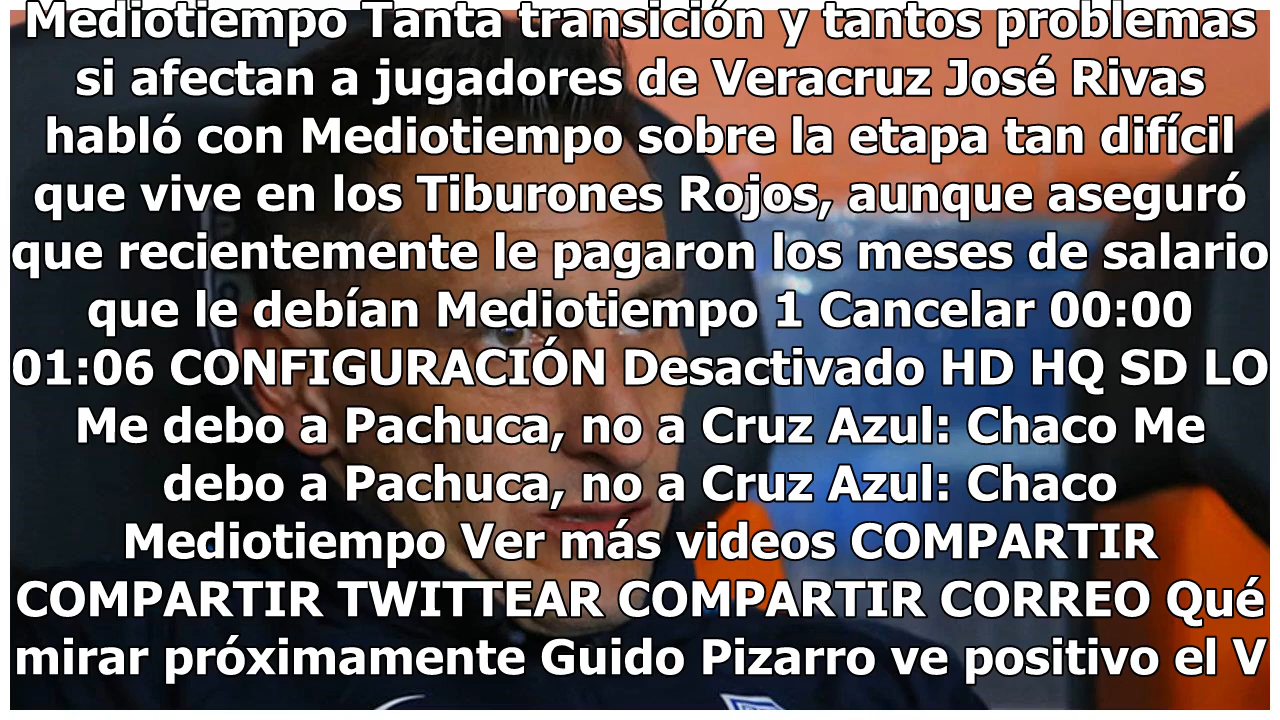 Mediotiempo Tanta transición y tantos problemas
si afectan a jugadores de Veracruz José Rivas
habló con Mediotiempo sobre la etapa tan difícil
que vive en los Tiburones Rojos, aunque aseguró
que recientemente le pagaron los meses de salario
que le debían Mediotiempo 1 Cancelar 00:00
01:06 CONFIGURACIÓN Desactivado HD HQ SD LO
Me debo a Pachuca, no a Cruz Azul: Chaco Me
debo a Pachuca, no a Cruz Azul: Chaco
Mediotiempo Ver más videos COMPARTIR
COMPARTIR TWITTEAR COMPARTIR CORREO Qué
mirar próximamente Guido Pizarro ve positivo el V